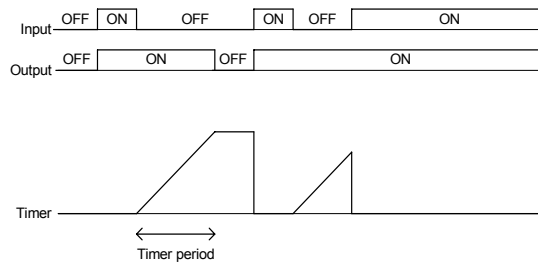 OFF ON OFF ON OFF ON
Input
OFF ON OFF ON
Output
Timer
Timer period